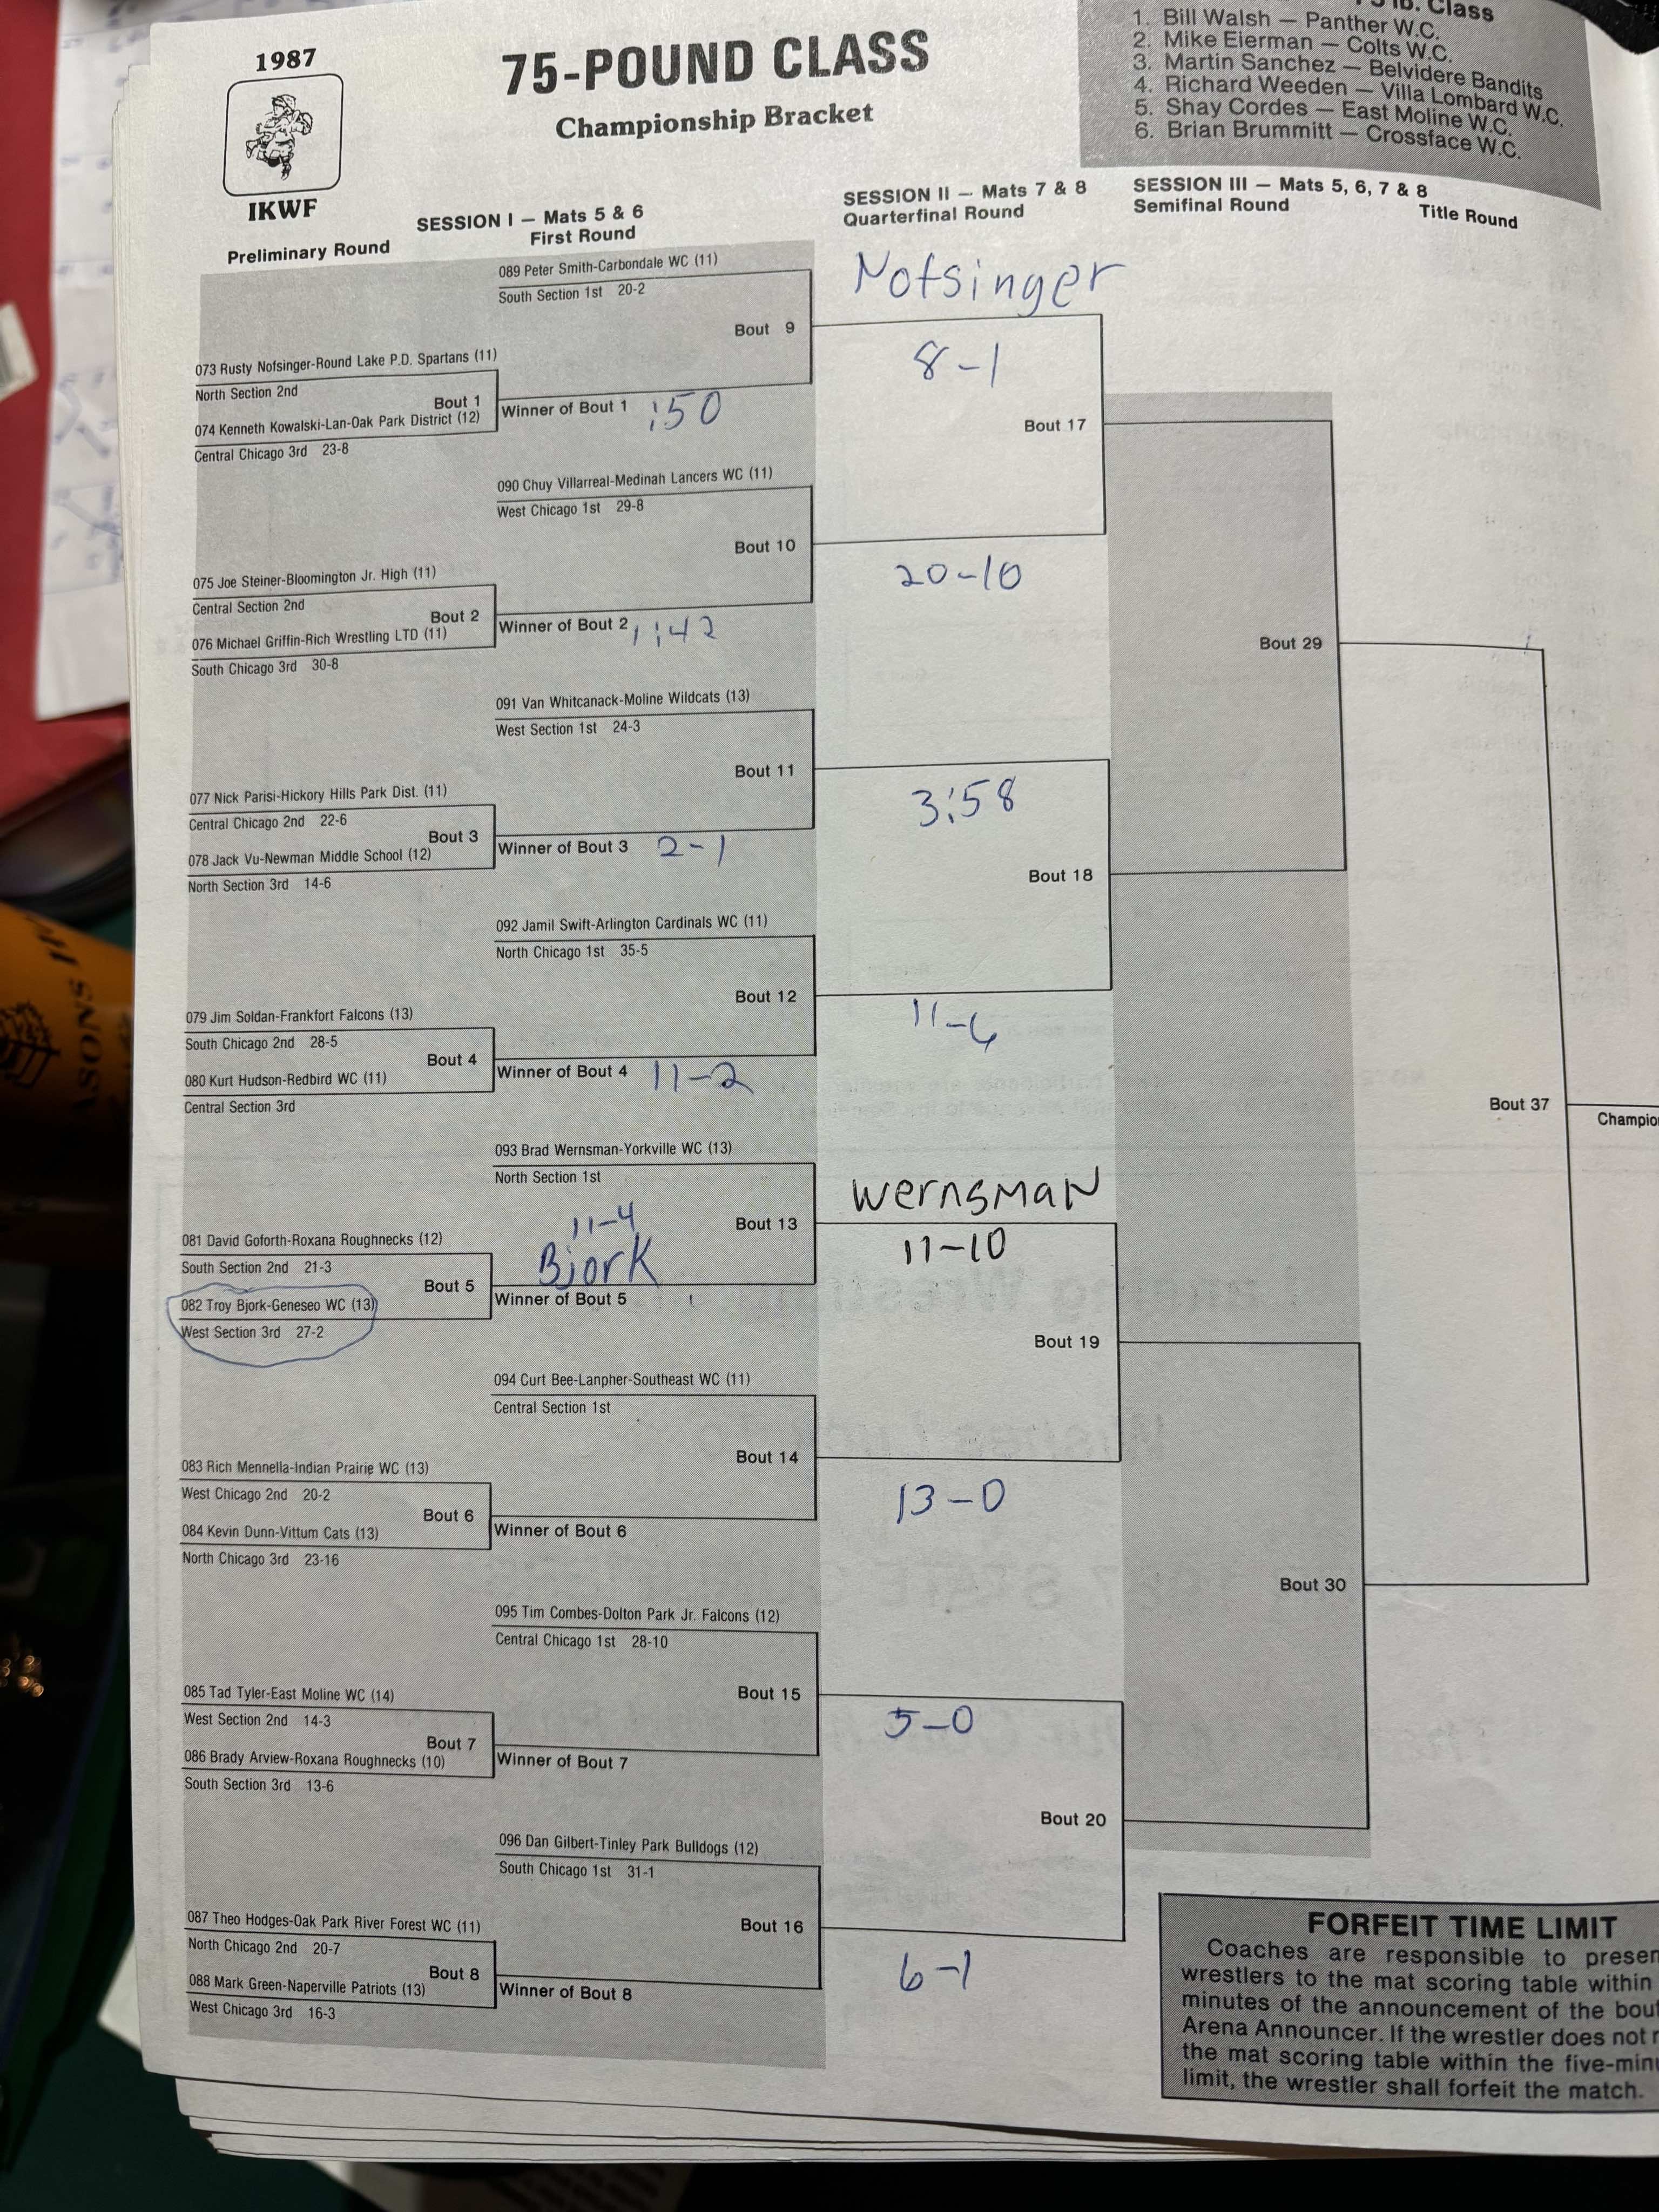 1987
IKWF
75-POUND CLASS
Championship Bracket
lb. Class
1. Bill Walsh — Panther W.C.
2. Mike Eierman — Colts W.C.
3. Martin Sanchez — Belvidere Bandits
4. Richard Weeden — Villa Lombard W.C.
5. Shay Cordes — East Moline W.C.
6. Brian Brummitt — Crossface W.C.
Preliminary Round
SESSION I — Mats 5 & 6
First Round
SESSION II — Mats 7 & 8
Quarterfinal Round
SESSION III — Mats 5, 6, 7 & 8
Semifinal Round
Title Round
089 Peter Smith-Carbondale WC (11)
South Section 1st 20-2
Bout 9
Nofsinger
8-1
073 Rusty Nofsinger-Round Lake P.D. Spartans (11)
North Section 2nd
Bout 1
074 Kenneth Kowalski-Lan-Oak Park District (12)
Central Chicago 3rd 23-8
Winner of Bout 1 :50
Bout 17
090 Chuy Villarreal-Medinah Lancers WC (11)
West Chicago 1st 29-8
Bout 10
20-10
075 Joe Steiner-Bloomington Jr. High (11)
Central Section 2nd
Bout 2
076 Michael Griffin-Rich Wrestling LTD (11)
South Chicago 3rd 30-8
Winner of Bout 2 1:42
Bout 29
091 Van Whitcanack-Moline Wildcats (13)
West Section 1st 24-3
Bout 11
3:58
077 Nick Parisi-Hickory Hills Park Dist. (11)
Central Chicago 2nd 22-6
Bout 3
078 Jack Vu-Newman Middle School (12)
North Section 3rd 14-6
Winner of Bout 3 2-1
Bout 18
092 Jamil Swift-Arlington Cardinals WC (11)
North Chicago 1st 35-5
Bout 12
11-6
079 Jim Soldan-Frankfort Falcons (13)
South Chicago 2nd 28-5
Bout 4
080 Kurt Hudson-Redbird WC (11)
Central Section 3rd
Winner of Bout 4 11-2
Bout 37
Champio
093 Brad Wernsman-Yorkville WC (13)
North Section 1st
Bout 13
Wernsman
11-10
081 David Goforth-Roxana Roughnecks (12)
South Section 2nd 21-3
Bout 5
082 Troy Bjork-Geneseo WC (13)
West Section 3rd 27-2
11-4
Bjork
Winner of Bout 5
Bout 19
094 Curt Bee-Lanpher-Southeast WC (11)
Central Section 1st
Bout 14
13-0
083 Rich Mennella-Indian Prairie WC (13)
West Chicago 2nd 20-2
Bout 6
084 Kevin Dunn-Vittum Cats (13)
North Chicago 3rd 23-16
Winner of Bout 6
Bout 30
095 Tim Combes-Dolton Park Jr. Falcons (12)
Central Chicago 1st 28-10
Bout 15
5-0
085 Tad Tyler-East Moline WC (14)
West Section 2nd 14-3
Bout 7
086 Brady Arview-Roxana Roughnecks (10)
South Section 3rd 13-6
Winner of Bout 7
Bout 20
096 Dan Gilbert-Tinley Park Bulldogs (12)
South Chicago 1st 31-1
Bout 16
6-1
087 Theo Hodges-Oak Park River Forest WC (11)
North Chicago 2nd 20-7
Bout 8
088 Mark Green-Naperville Patriots (13)
West Chicago 3rd 16-3
Winner of Bout 8
FORFEIT TIME LIMIT
Coaches are responsible to presen
wrestlers to the mat scoring table within
minutes of the announcement of the bout
Arena Announcer. If the wrestler does not r
the mat scoring table within the five-minu
limit, the wrestler shall forfeit the match.